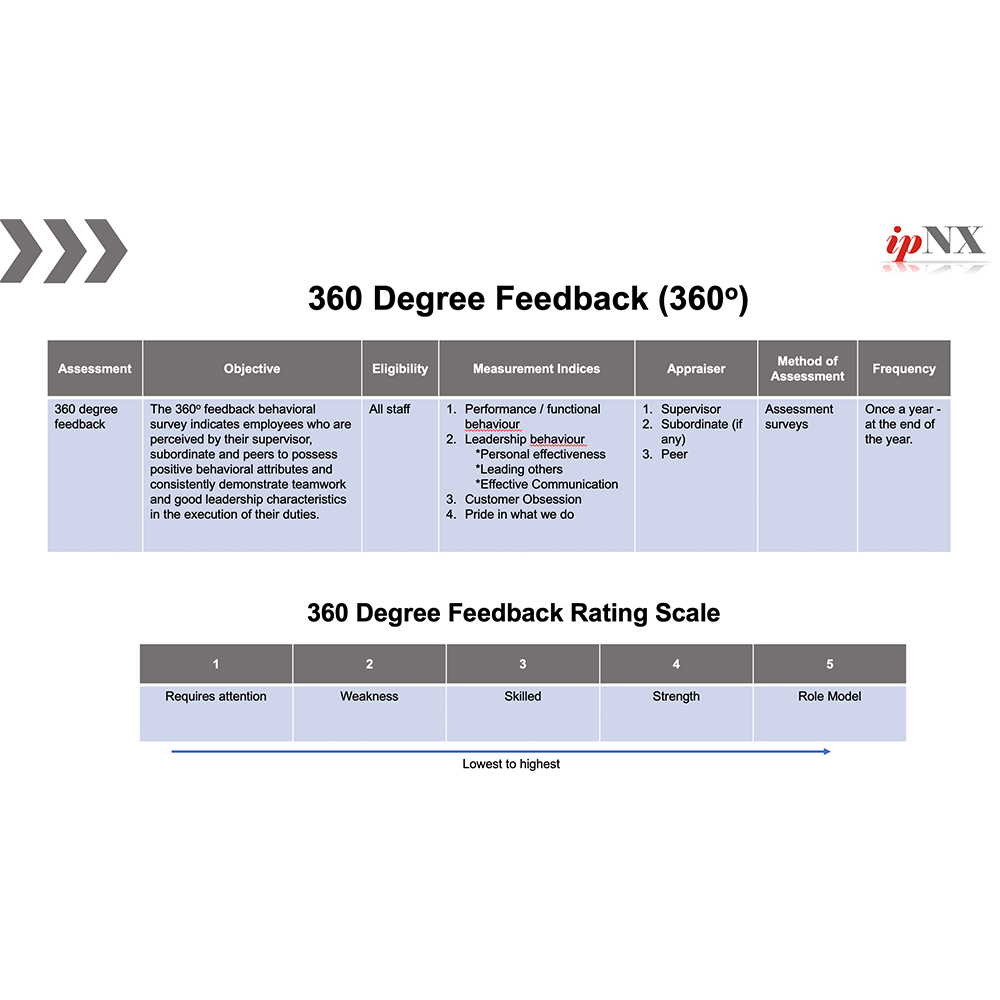 ipNX
360 Degree Feedback (360º)
Assessment
Objective
Eligibility
Measurement Indices
Appraiser
Method of
Assessment
Frequency
360 degree
feedback
The 360º feedback behavioral
survey indicates employees who are
perceived by their supervisor,
subordinate and peers to possess
positive behavioral attributes and
consistently demonstrate teamwork
and good leadership characteristics
in the execution of their duties.
All staff
1. Performance / functional
behaviour
2. Leadership behaviour
*Personal effectiveness
*Leading others
*Effective Communication
3. Customer Obsession
4. Pride in what we do
1. Supervisor
2. Subordinate (if
any)
3. Peer
Assessment
surveys
Once a year -
at the end of
the year.
360 Degree Feedback Rating Scale
1 2 3 4 5
Requires attention Weakness Skilled Strength Role Model
Lowest to highest